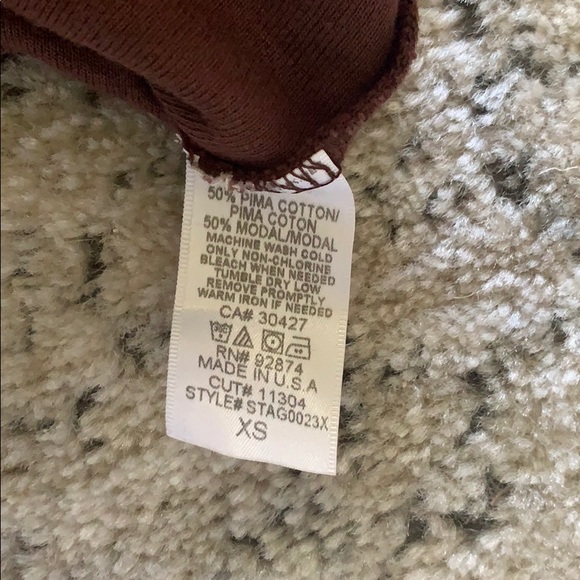 50% PIMA COTTON/
PIMA COTON
50% MODAL/MODAL
MACHINE WASH COLD
ONLY NON-CHLORINE
BLEACH WHEN NEEDED
TUMBLE DRY LOW
REMOVE PROMPTLY
WARM IRON IF NEEDED
CA# 30427
RN# 92874
MADE IN U.S.A
CUT# 11304
STYLE# STAG0023X
XS